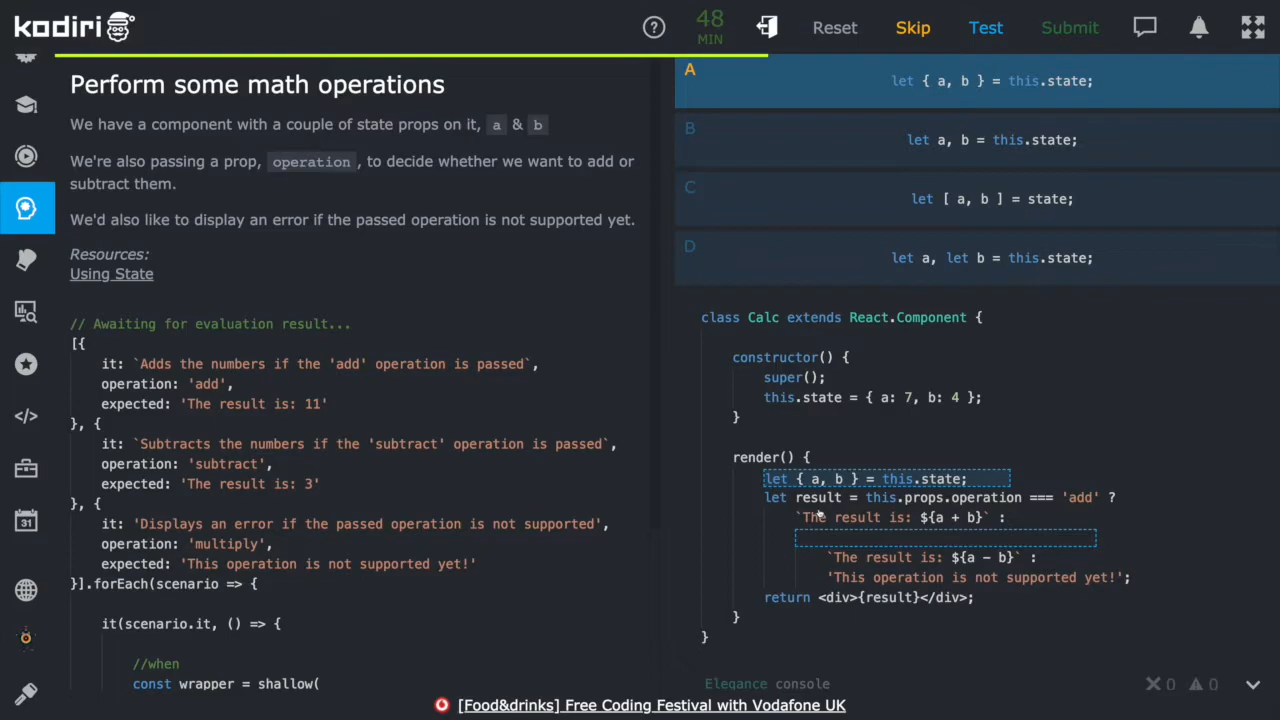 kodiri
48
MIN
Reset
Skip
Test
Submit
Perform some math operations
We have a component with a couple of state props on it, a & b
We're also passing a prop, operation , to decide whether we want to add or
subtract them.
We'd also like to display an error if the passed operation is not supported yet.
Resources:
Using State
// Awaiting for evaluation result...
[{
it: `Adds the numbers if the 'add' operation is passed`,
operation: 'add',
expected: 'The result is: 11'
}, {
it: `Subtracts the numbers if the 'subtract' operation is passed`,
operation: 'subtract',
expected: 'The result is: 3'
}, {
it: 'Displays an error if the passed operation is not supported',
operation: 'multiply',
expected: 'This operation is not supported yet!'
}].forEach(scenario => {
it(scenario.it, () => {
//when
const wrapper = shallow(
A
let { a, b } = this.state;
B
let a, b = this.state;
C
let [ a, b ] = state;
D
let a, let b = this.state;
class Calc extends React.Component {
constructor() {
super();
this.state = { a: 7, b: 4 };
}
render() {
let { a, b } = this.state;
let result = this.props.operation === 'add' ?
`The result is: ${a + b}` :
`The result is: ${a - b}` :
'This operation is not supported yet!';
return <div>{result}</div>;
}
}
Elegance console
0
0
31
[Food&drinks] Free Coding Festival with Vodafone UK